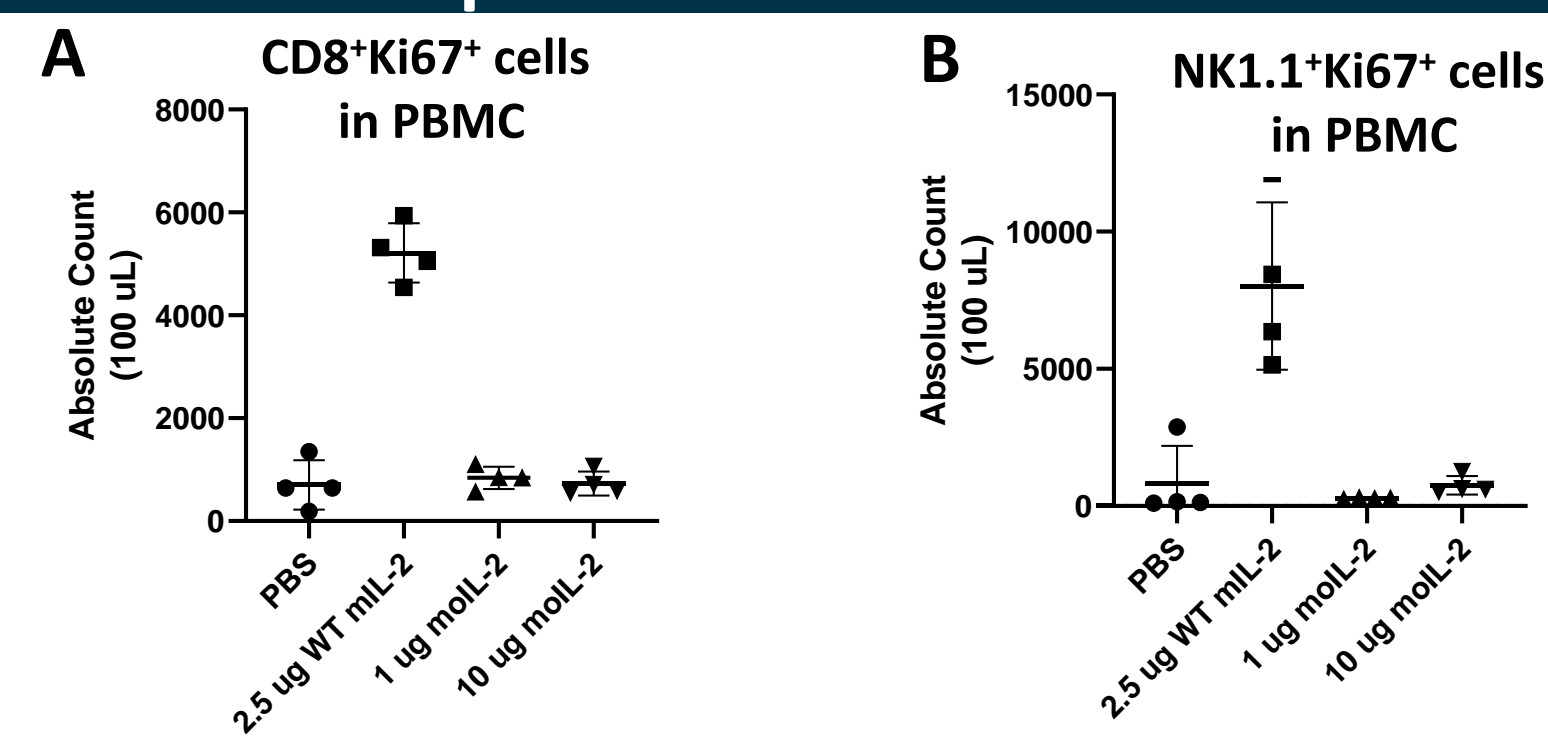 A
CD8⁺Ki67⁺ cells
in PBMC
Absolute Count
(100 uL)
8000
6000
4000
2000
0
PBS
2.5 ug WT mIL-2
1 ug moIL-2
10 ug moIL-2
B
NK1.1⁺Ki67⁺ cells
in PBMC
Absolute Count
(100 uL)
15000
10000
5000
0
PBS
2.5 ug WT mIL-2
1 ug moIL-2
10 ug moIL-2